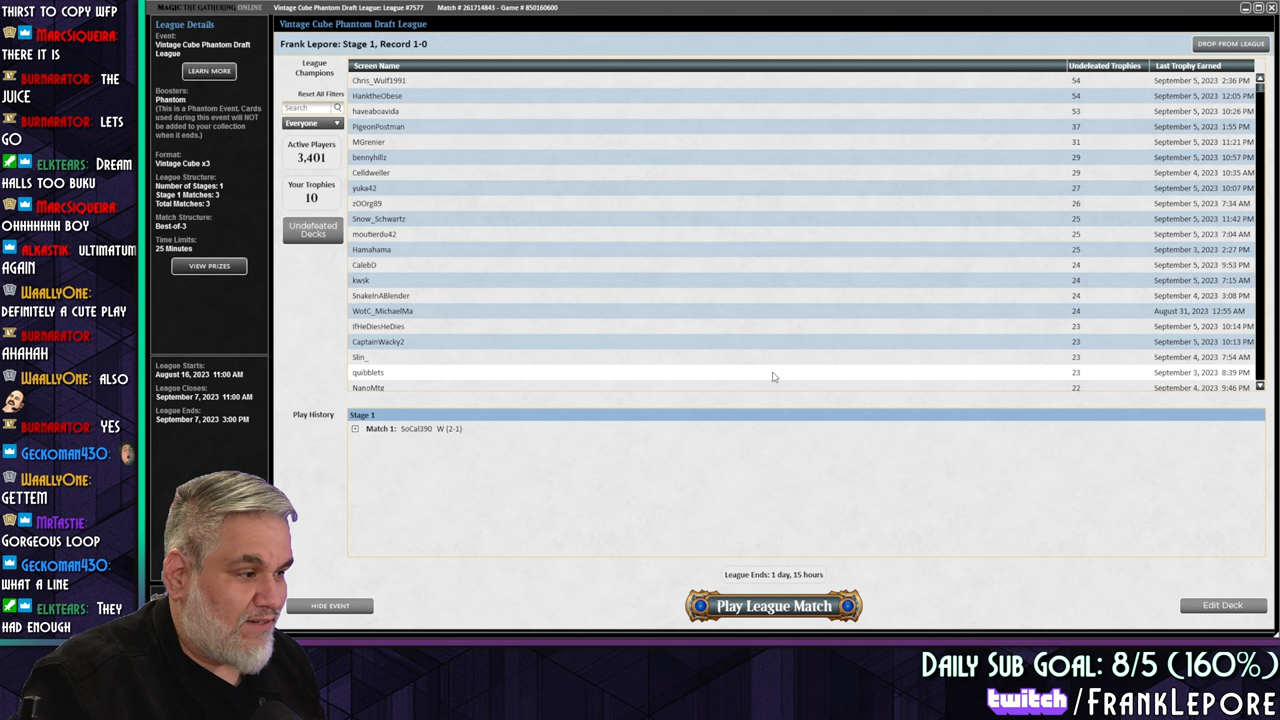 THIRST TO COPY WFP
MARCSIQUEIRA:
THERE IT IS
BURNARATOR: THE
JUICE
BURNARATOR: LETS
GO
ELKTEARS: DREAM
HALLS TOO BUKU
MARCSIQUEIRA:
OHHHHHHH BOY
ALKASTIK: ULTIMATUM
AGAIN
WAALLYONE:
DEFINITELY A CUTE PLAY
BURNARATOR:
AHAHAH
WAALLYONE: ALSO
BURNARATOR: YES
GECKOMAN430:
WAALLYONE:
GETTEM
MRTASTIE:
GORGEOUS LOOP
GECKOMAN430:
WHAT A LINE
ELKTEARS: THEY
HAD ENOUGH
MAGIC THE GATHERING ONLINE
Vintage Cube Phantom Draft League: League #7577 Match # 261714843 - Game # 850160600
League Details
Event:
Vintage Cube Phantom Draft
League
LEARN MORE
Boosters:
Phantom
(This is a Phantom Event. Cards
used during this event will NOT
be added to your collection
when it ends.)
Format:
Vintage Cube x3
League Structure:
Number of Stages: 1
Stage 1 Matches: 3
Total Matches: 3
Match Structure:
Best-of-3
Time Limits:
25 Minutes
VIEW PRIZES
League Starts:
August 16, 2023 11:00 AM
League Closes:
September 7, 2023 11:00 AM
League Ends:
September 7, 2023 3:00 PM
Vintage Cube Phantom Draft League
Frank Lepore: Stage 1, Record 1-0
DROP FROM LEAGUE
League
Champions
Reset All Filters
Search
Everyone
Active Players
3,401
Your Trophies
10
Undefeated
Decks
Screen Name Undefeated Trophies Last Trophy Earned
Chris_Wulf1991 54 September 5, 2023 2:36 PM
HanktheObese 54 September 5, 2023 12:05 PM
haveaboavida 53 September 5, 2023 10:26 PM
PigeonPostman 37 September 5, 2023 1:55 PM
MGrenier 31 September 5, 2023 11:21 PM
bennyhillz 29 September 5, 2023 10:57 PM
Celldweller 29 September 4, 2023 10:35 AM
yuka42 27 September 5, 2023 10:07 PM
zOOrg89 26 September 5, 2023 7:34 AM
Snow_Schwartz 25 September 5, 2023 11:42 PM
moutierdu42 25 September 5, 2023 7:04 AM
Hamahama 25 September 3, 2023 2:27 PM
CalebD 24 September 5, 2023 9:53 PM
kwsk 24 September 5, 2023 7:15 AM
SnakeInABlender 24 September 4, 2023 3:08 PM
WotC_MichaelMa 24 August 31, 2023 12:55 AM
IfHeDiesHeDies 23 September 5, 2023 10:14 PM
CaptainWacky2 23 September 5, 2023 10:13 PM
Slin_ 23 September 4, 2023 7:54 AM
quibblets 23 September 3, 2023 8:39 PM
NanoMte 22 September 4, 2023 9:46 PM
Play History
Stage 1
Match 1: SoCal390 W (2-1)
League Ends: 1 day, 15 hours
HIDE EVENT
Play League Match
Edit Deck
DAILY SUB GOAL: 8/5 (160%)
twitch/FRANKLEPORE